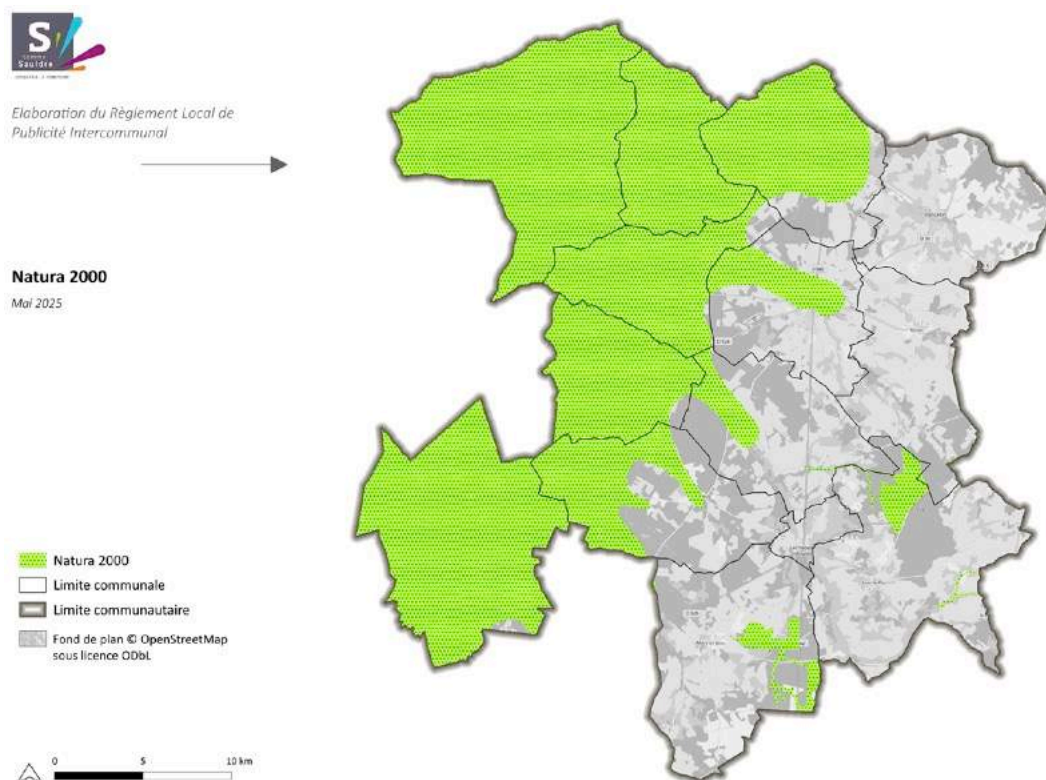 S
Sauldre
Elaboration du Règlement Local de
Publicité Intercommunal
Natura 2000
Mai 2025
Natura 2000
Limite communale
Limite communautaire
Fond de plan © OpenStreetMap
sous licence ODbL
0 5 10 km